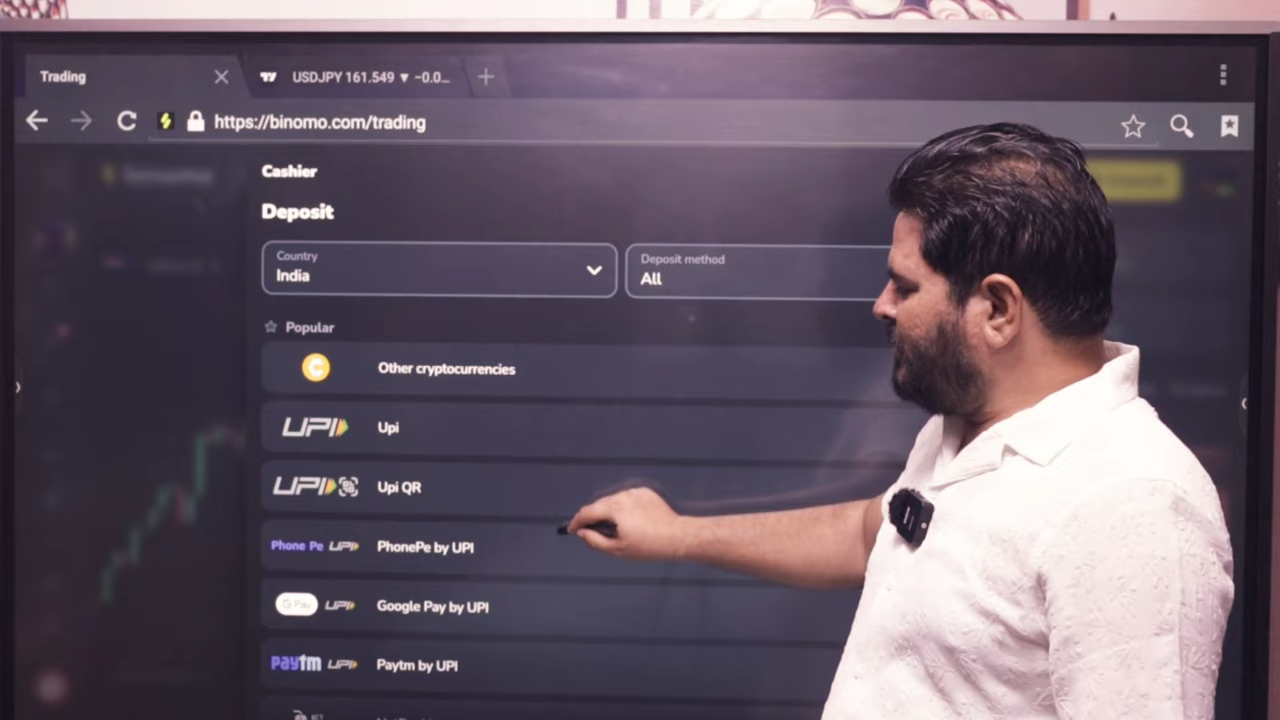 Trading
USDJPY 161.549 ▼ −0.0...
https://binomo.com/trading
Cashier
Deposit
Country
India
Deposit method
All
Popular
Other cryptocurrencies
UPI Upi
UPI Upi QR
Phone Pe UPI PhonePe by UPI
G Pay UPI Google Pay by UPI
Paytm UPI Paytm by UPI